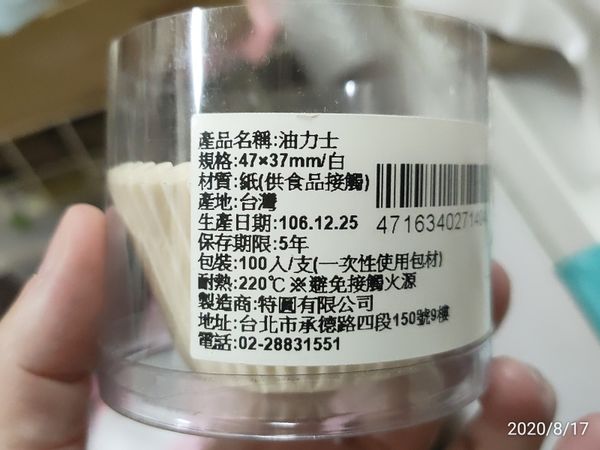 產品名稱:油力士
規格:47×37mm/白
材質:紙(供食品接觸)
產地:台灣
生產日期:106.12.25
保存期限:5年
包裝:100入/支(一次性使用包材)
耐熱:220℃ ※避免接觸火源
製造商:特圓有限公司
地址:台北市承德路四段150號9樓
電話:02-28831551
2020/8/17